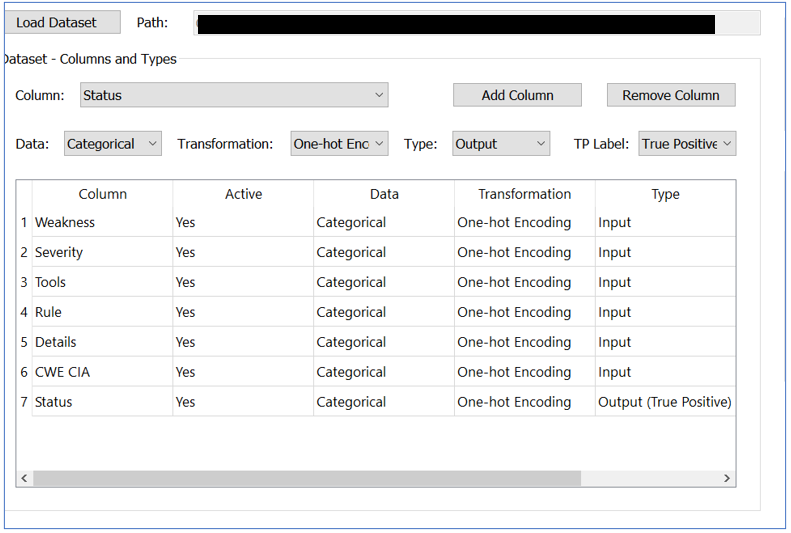 Load Dataset Path:
Dataset - Columns and Types
Column: Status Add Column Remove Column
Data: Categorical Transformation: One-hot Enc Type: Output TP Label: True Positive
Column Active Data Transformation Type
1 Weakness Yes Categorical One-hot Encoding Input
2 Severity Yes Categorical One-hot Encoding Input
3 Tools Yes Categorical One-hot Encoding Input
4 Rule Yes Categorical One-hot Encoding Input
5 Details Yes Categorical One-hot Encoding Input
6 CWE CIA Yes Categorical One-hot Encoding Input
7 Status Yes Categorical One-hot Encoding Output (True Positive)